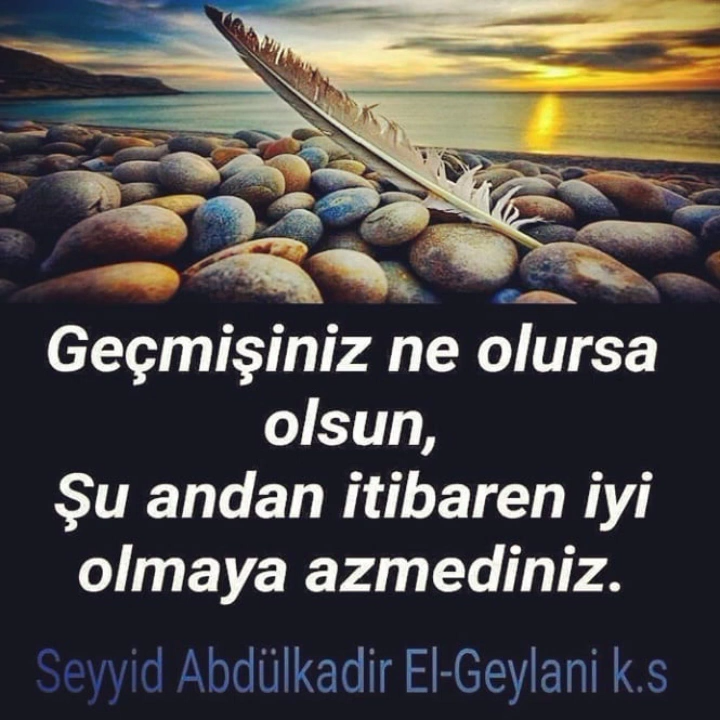 Geçmişiniz ne olursa
olsun,
Şu andan itibaren iyi
olmaya azmediniz.
Seyyid Abdülkadir El-Geylani k.s